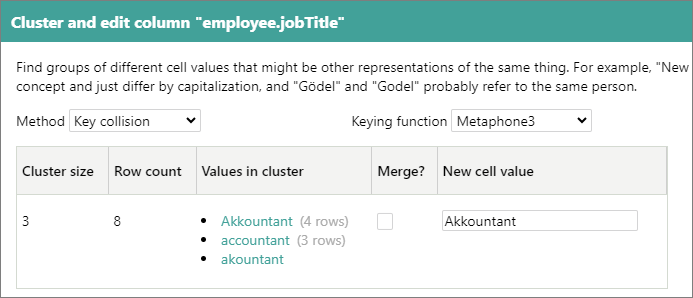 Cluster and edit column "employee.jobTitle"
Find groups of different cell values that might be other representations of the same thing. For example, "New
concept and just differ by capitalization, and "Gödel" and "Godel" probably refer to the same person.
Method Key collision Keying function Metaphone3
Cluster size Row count Values in cluster Merge? New cell value
3 8 • Akkountant (4 rows) Akkountant
• accountant (3 rows)
• akountant